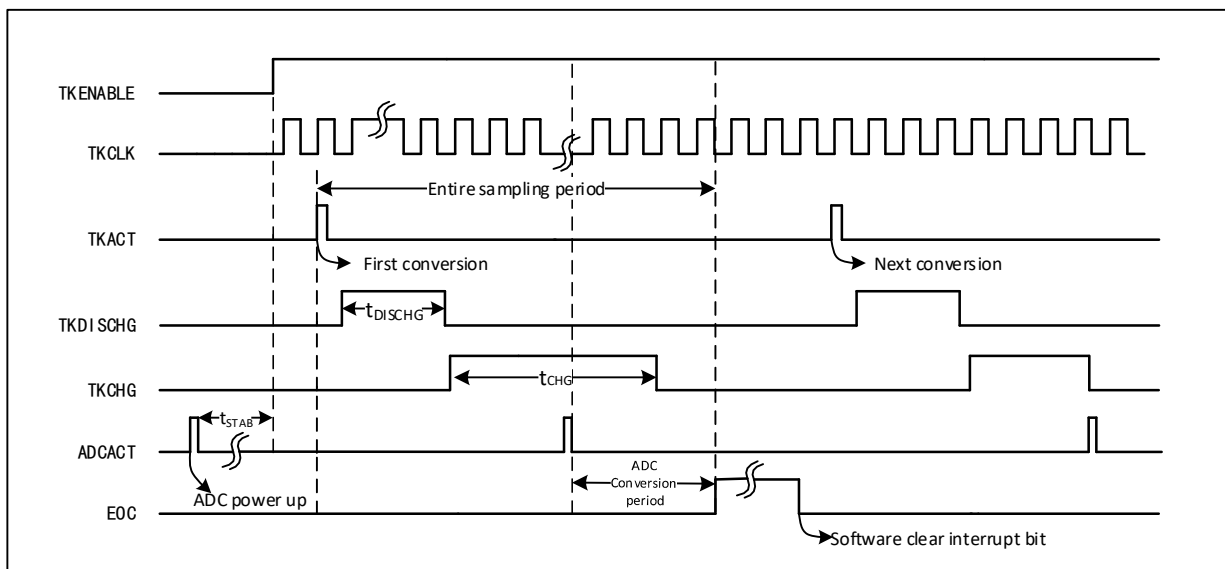 TKENABLE
TKCLK
Entire sampling period
TKACT
First conversion
Next conversion
tDISCHG
TKDISCHG
tCHG
TKCHG
tSTAB
ADCACT
ADC
Conversion
period
ADC power up
EOC
Software clear interrupt bit